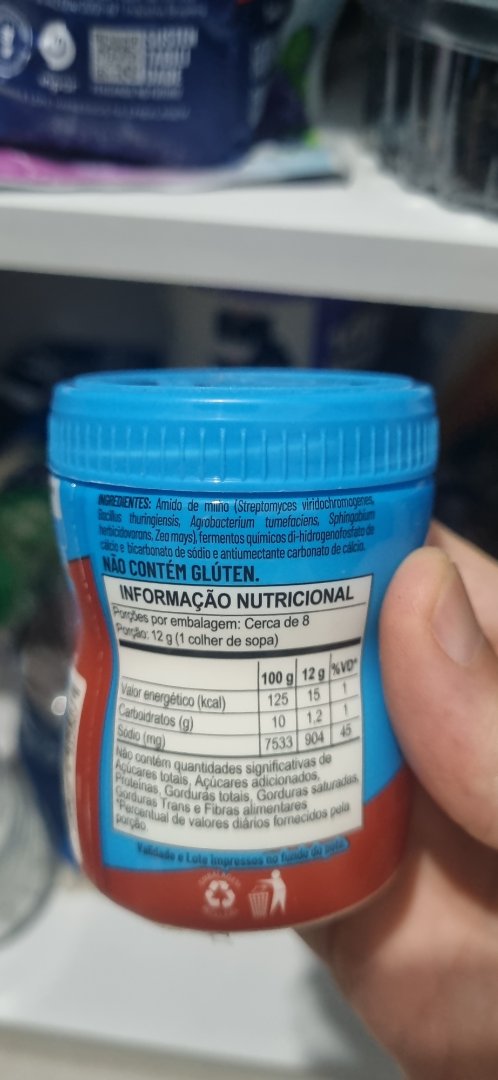 INGREDIENTES: Amido de milho (Streptomyces viridochromogenes,
Bacillus thuringiensis, Agrobacterium tumefaciens, Sphingobium
herbicidovorans, Zea mays), fermentos químicos di-hidrogenofosfato de
cálcio e bicarbonato de sódio e antiumectante carbonato de cálcio.
NÃO CONTÉM GLÚTEN.
INFORMAÇÃO NUTRICIONAL
Porções por embalagem: Cerca de 8
Porção: 12 g (1 colher de sopa)
100 g 12 g %VD*
Valor energético (kcal) 125 15 1
Carboidratos (g) 10 1,2 1
Sódio (mg) 7533 904 45
Não contém quantidades significativas de
Açúcares totais, Açúcares adicionados,
Proteínas, Gorduras totais, Gorduras saturadas,
Gorduras Trans e Fibras alimentares
*Percentual de valores diários fornecidos pela
porção.
Validade e Lote impressos no fundo do pote.
EMBALAGEM